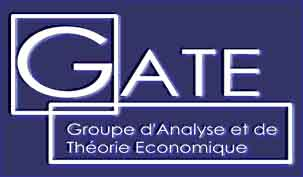 GATE
Groupe d'Analyse et de
Théorie Economique